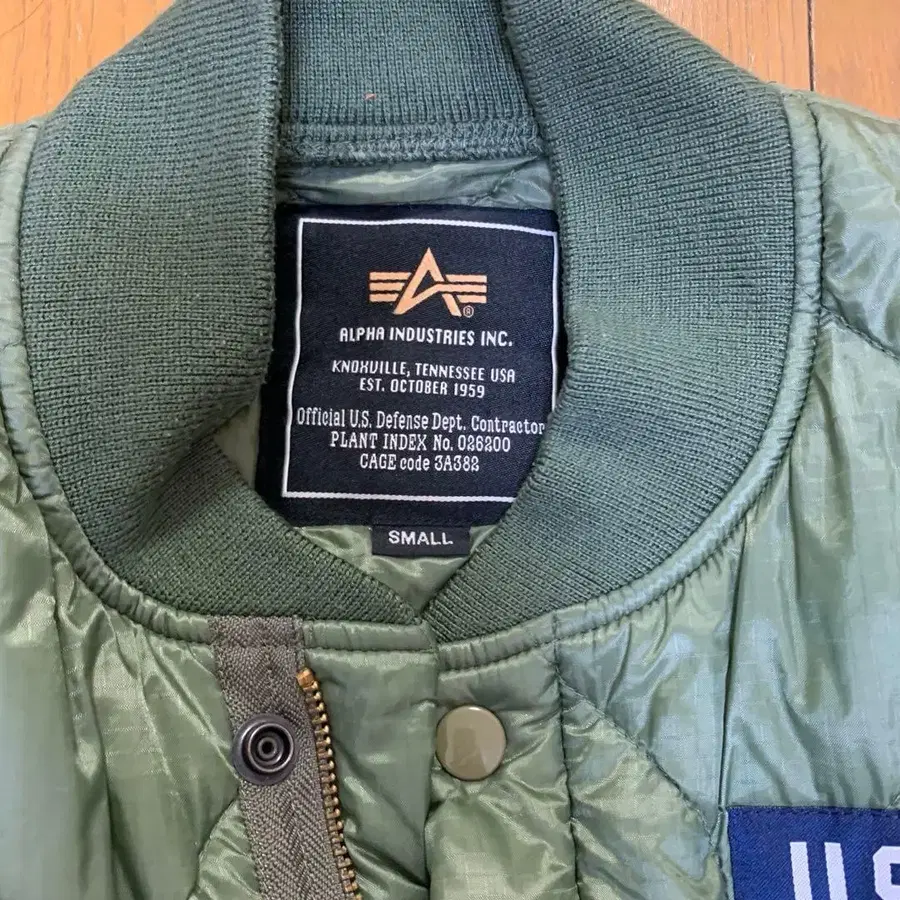 ALPHA INDUSTRIES INC.
KNOXVILLE, TENNESSEE USA
EST. OCTOBER 1959
Official U.S. Defense Dept. Contractor
PLANT INDEX No. 026200
CAGE code 3A382
SMALL
US